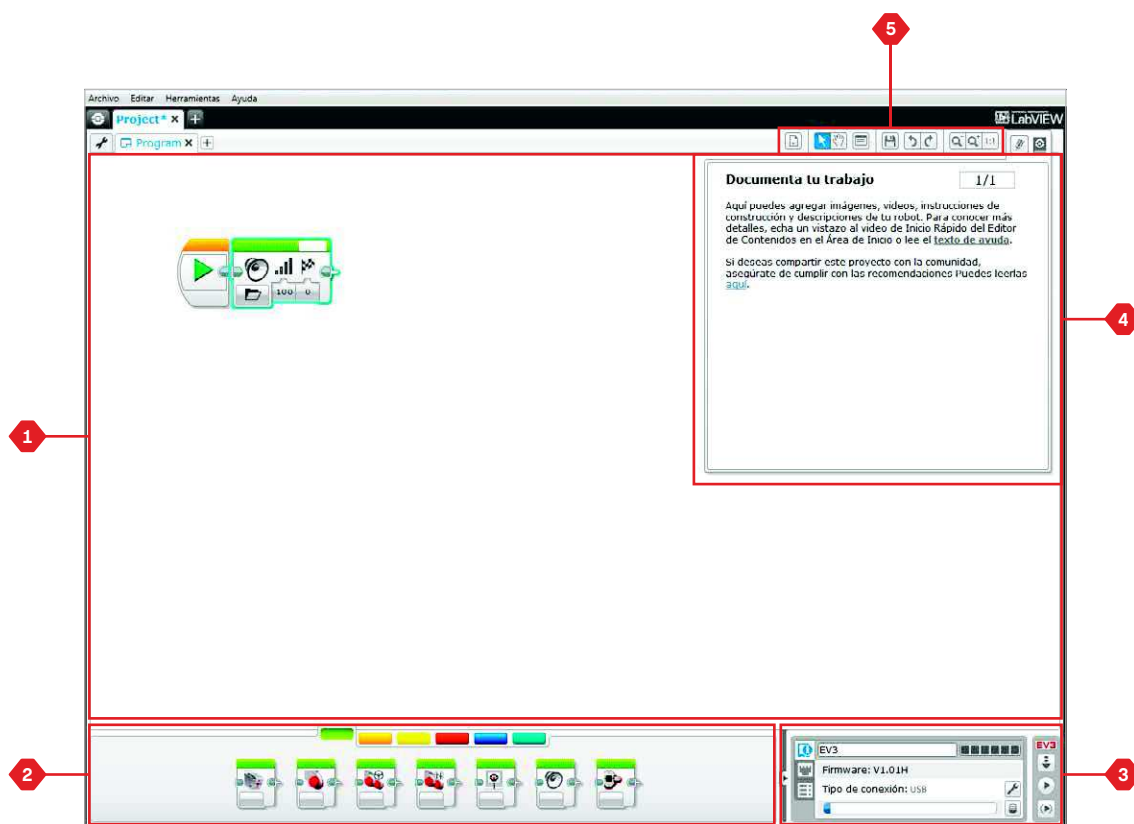 5
Archivo Editar Herramientas Ayuda
Project* x +
LabVIEW
Program x +
1:1
Documenta tu trabajo 1/1
Aquí puedes agregar imágenes, videos, instrucciones de
construcción y descripciones de tu robot. Para conocer más
detalles, echa un vistazo al video de Inicio Rápido del Editor
de Contenidos en el Área de Inicio o lee el texto de ayuda.
Si deseas compartir este proyecto con la comunidad,
asegúrate de cumplir con las recomendaciones Puedes leerlas
aquí.
100 0
4
1
2
EV3
Firmware: V1.01H
Tipo de conexión: USB
EV3
3